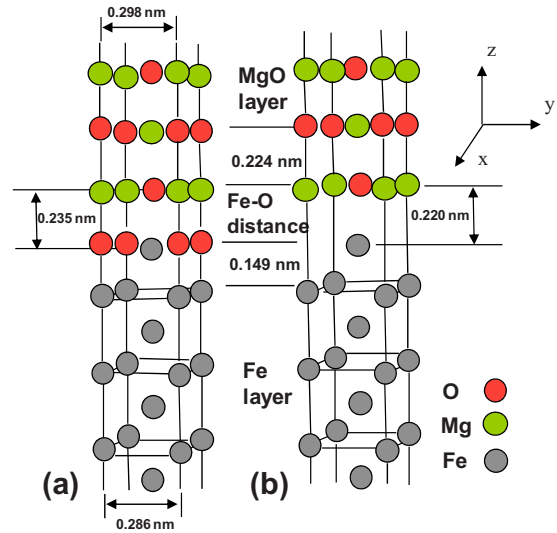 0.298 nm
MgO
layer
z
y
x
0.224 nm
0.235 nm
Fe-O
distance
0.220 nm
0.149 nm
Fe
layer
O
Mg
Fe
(a)
(b)
0.286 nm